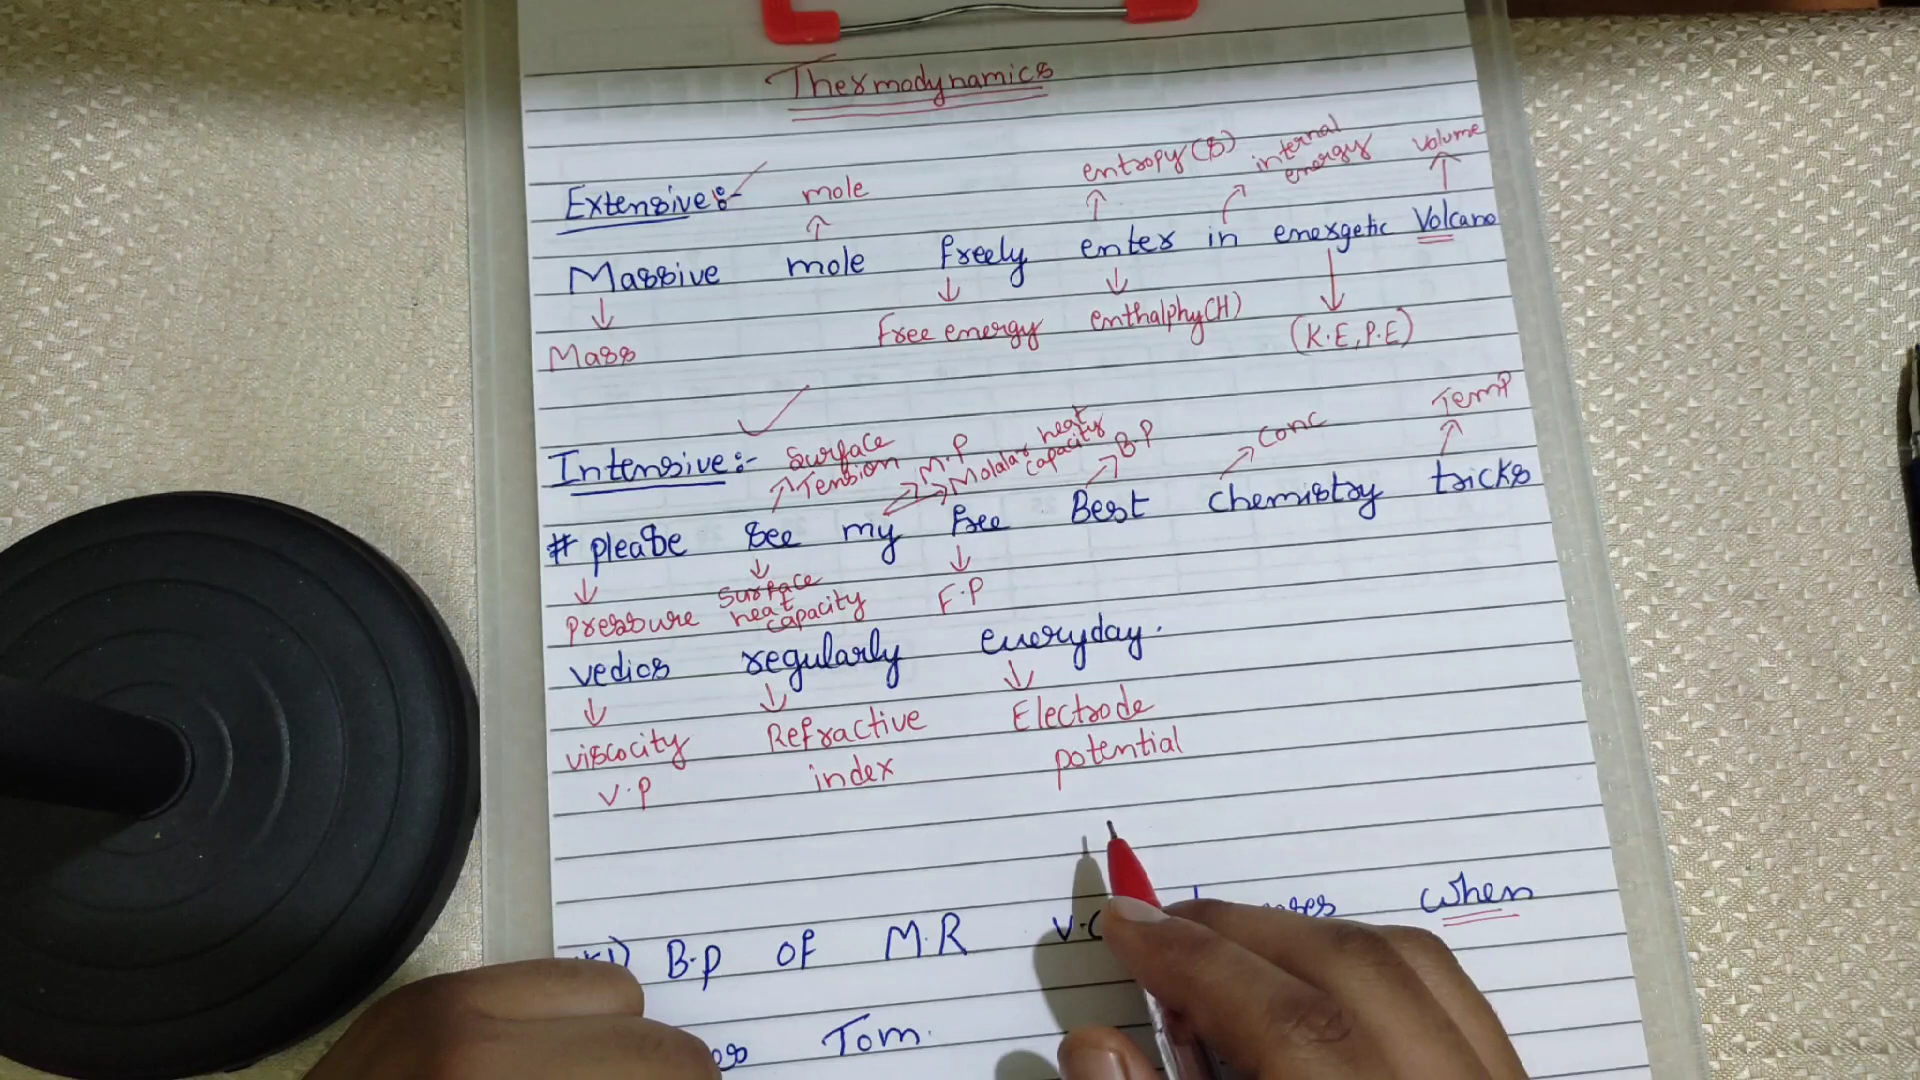 Thermodynamics
entropy(S) internal energy volume
Extensive:- mole
Massive mole freely enter in energetic Volcano
Mass Free energy enthalphy(H) (K.E, P.E)
Surface Tension M.P Molalar heat capacity B.P Conc Temp
Intensive:-
# please see my free Best chemistry tricks
pressure Surface heat capacity F.P
vedios regularly everyday.
viscocity Refractive Electrode
V.P index potential
B.p of M.R when
Tom.